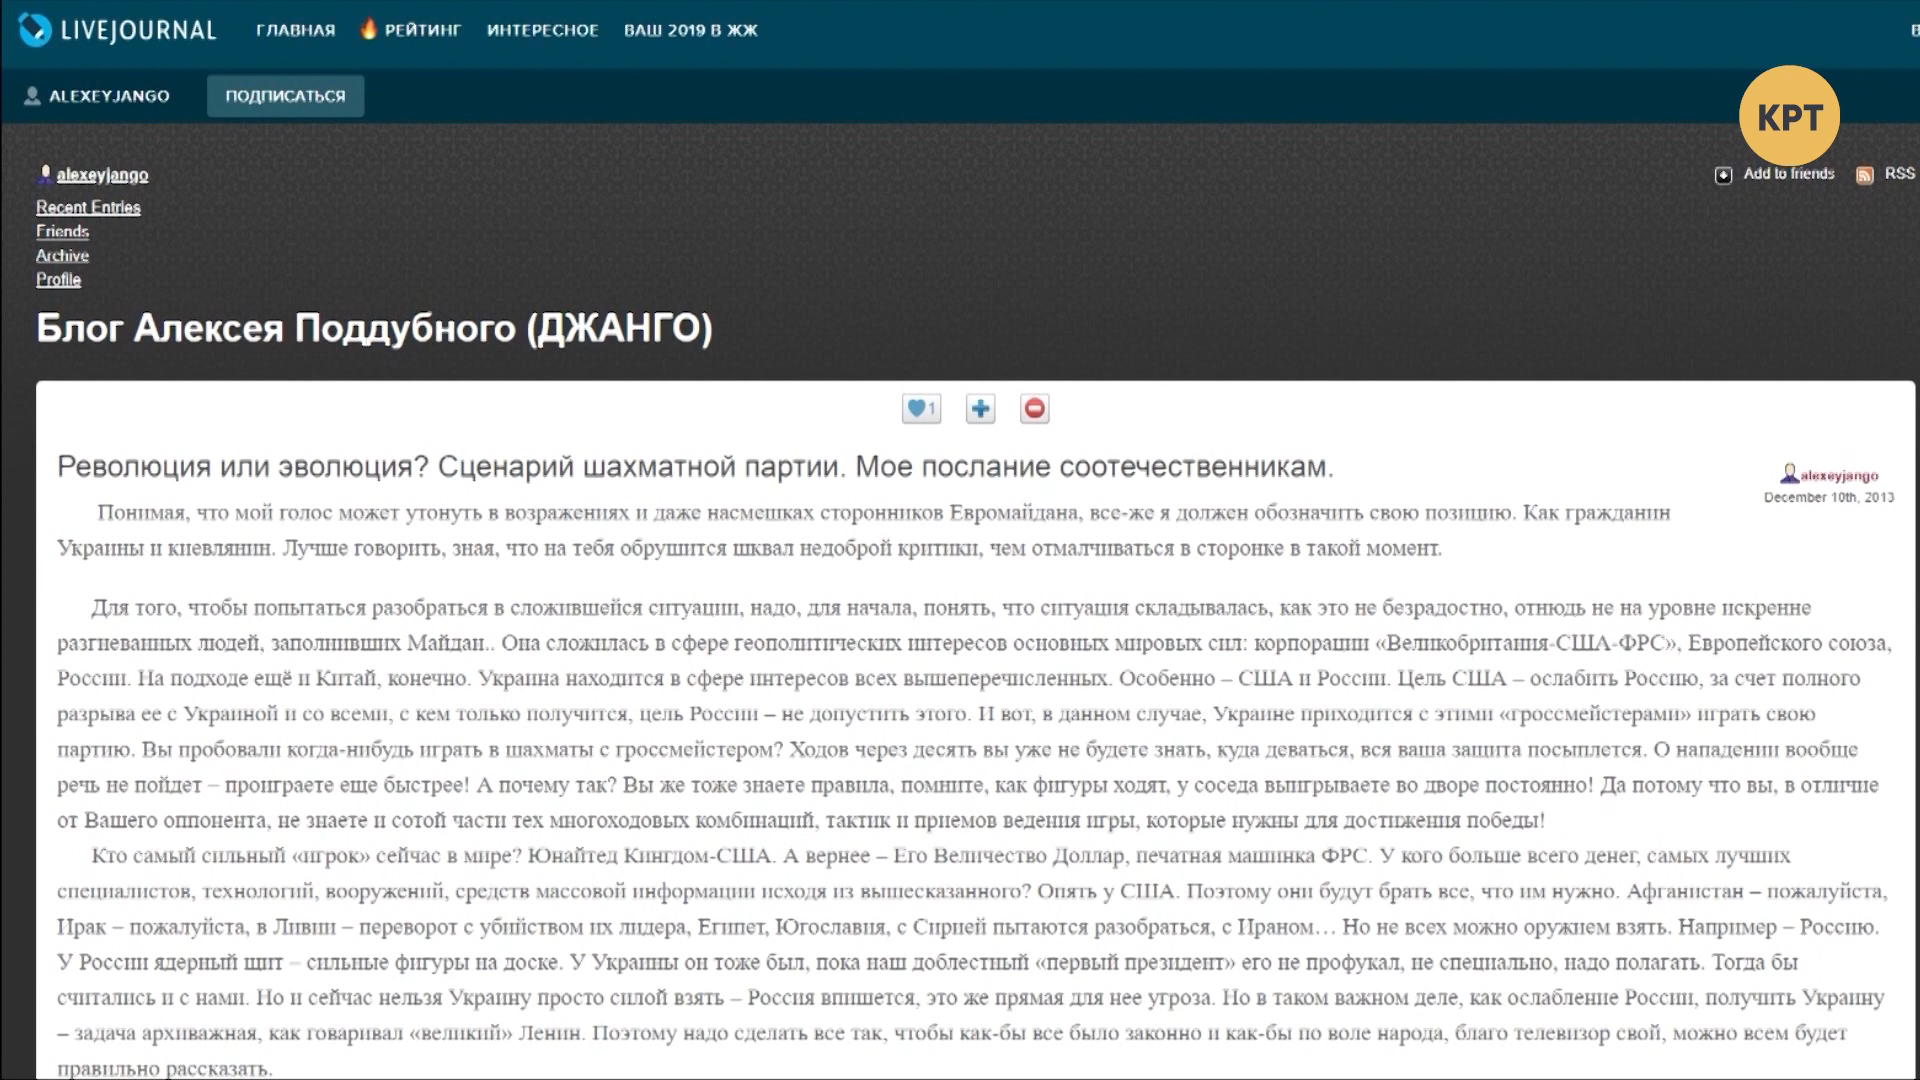 LIVEJOURNAL ГЛАВНАЯ РЕЙТИНГ ИНТЕРЕСНОЕ ВАШ 2019 В ЖЖ
ALEXEYJANGO ПОДПИСАТЬСЯ
КРТ
alexeyjango
Add to friends RSS
Recent Entries
Friends
Archive
Profile
Блог Алексея Поддубного (ДЖАНГО)
1
Революция или эволюция? Сценарий шахматной партии. Мое послание соотечественникам.
alexeyjango
December 10th, 2013
Понимая, что мой голос может утонуть в возражениях и даже насмешках сторонников Евромайдана, все-же я должен обозначить свою позицию. Как гражданин
Украины и киевлянин. Лучше говорить, зная, что на тебя обрушится шквал недоброй критики, чем отмалчиваться в сторонке в такой момент.
Для того, чтобы попытаться разобраться в сложившейся ситуации, надо, для начала, понять, что ситуация складывалась, как это не безрадостно, отнюдь не на уровне искренне
разгневанных людей, заполнивших Майдан.. Она сложилась в сфере геополитических интересов основных мировых сил: корпорации «Великобритания-США-ФРС», Европейского союза,
России. На подходе ещё и Китай, конечно. Украина находится в сфере интересов всех вышеперечисленных. Особенно – США и России. Цель США – ослабить Россию, за счет полного
разрыва ее с Украиной и со всеми, с кем только получится, цель России – не допустить этого. И вот, в данном случае, Украине приходится с этими «гроссмейстерами» играть свою
партию. Вы пробовали когда-нибудь играть в шахматы с гроссмейстером? Ходов через десять вы уже не будете знать, куда деваться, вся ваша защита посыплется. О нападении вообще
речь не пойдет – проиграете еще быстрее! А почему так? Вы же тоже знаете правила, помните, как фигуры ходят, у соседа выигрываете во дворе постоянно! Да потому что вы, в отличие
от Вашего оппонента, не знаете и сотой части тех многоходовых комбинаций, тактик и приемов ведения игры, которые нужны для достижения победы!
Кто самый сильный «игрок» сейчас в мире? Юнайтед Кингдом-США. А вернее – Его Величество Доллар, печатная машинка ФРС. У кого больше всего денег, самых лучших
специалистов, технологий, вооружений, средств массовой информации исходя из вышесказанного? Опять у США. Поэтому они будут брать все, что им нужно. Афганистан – пожалуйста,
Ирак – пожалуйста, в Ливии – переворот с убийством их лидера, Египет, Югославия, с Сирией пытаются разобраться, с Ираном… Но не всех можно оружием взять. Например – Россию.
У России ядерный щит – сильные фигуры на доске. У Украины он тоже был, пока наш доблестный «первый президент» его не профукал, не специально, надо полагать. Тогда бы
считались и с нами. Но и сейчас нельзя Украину просто силой взять – Россия впишется, это же прямая для нее угроза. Но в таком важном деле, как ослабление России, получить Украину
– задача архиважная, как говаривал «великий» Ленин. Поэтому надо сделать все так, чтобы как-бы все было законно и как-бы по воле народа, благо телевизор свой, можно всем будет
правильно рассказать.